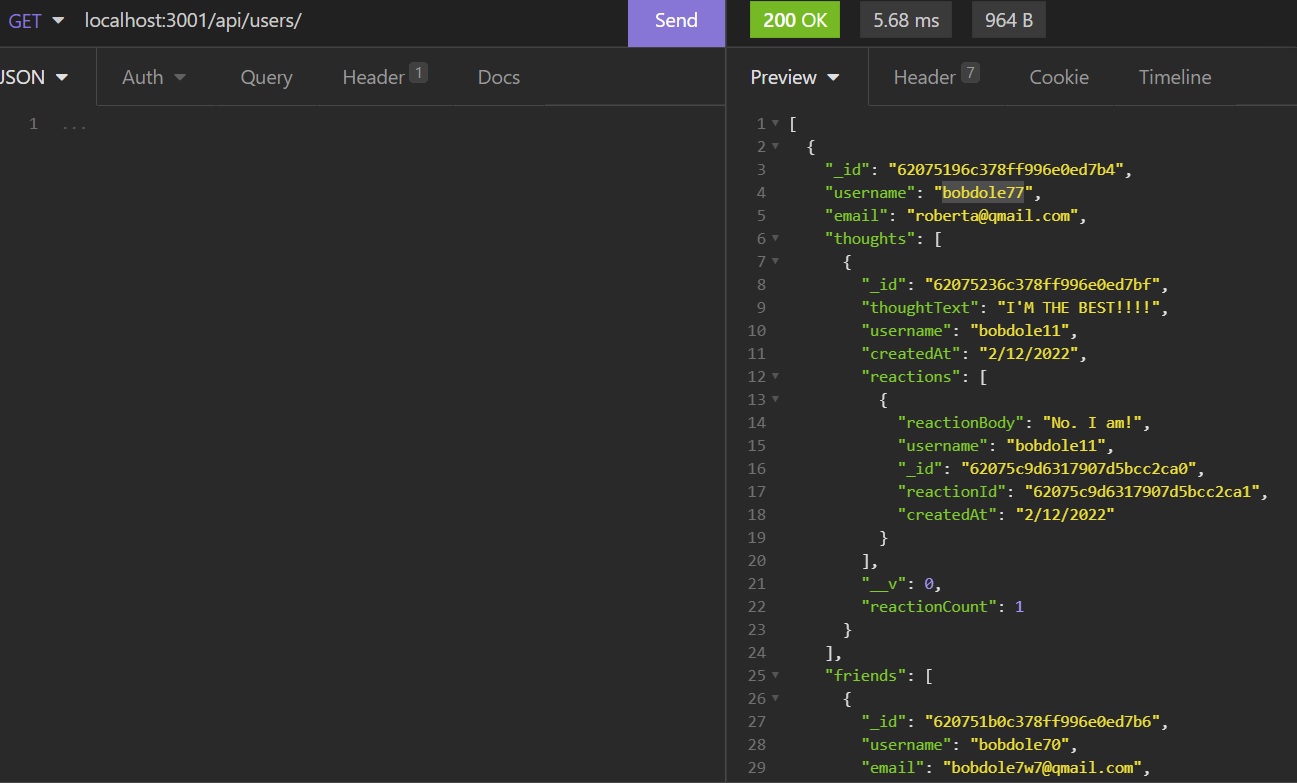 GET localhost:3001/api/users/ Send 200 OK 5.68 ms 964 B
JSON Auth Query Header 1 Docs Preview Header 7 Cookie Timeline
1 ...
1 [
2 {
3 "_id": "62075196c378ff996e0ed7b4",
4 "username": "bobdole77",
5 "email": "roberta@qmail.com",
6 "thoughts": [
7 {
8 "_id": "62075236c378ff996e0ed7bf",
9 "thoughtText": "I'M THE BEST!!!!",
10 "username": "bobdole11",
11 "createdAt": "2/12/2022",
12 "reactions": [
13 {
14 "reactionBody": "No. I am!",
15 "username": "bobdole11",
16 "_id": "62075c9d6317907d5bcc2ca0",
17 "reactionId": "62075c9d6317907d5bcc2ca1",
18 "createdAt": "2/12/2022"
19 }
20 ],
21 "__v": 0,
22 "reactionCount": 1
23 }
24 ],
25 "friends": [
26 {
27 "_id": "620751b0c378ff996e0ed7b6",
28 "username": "bobdole70",
29 "email": "bobdole7w7@qmail.com",